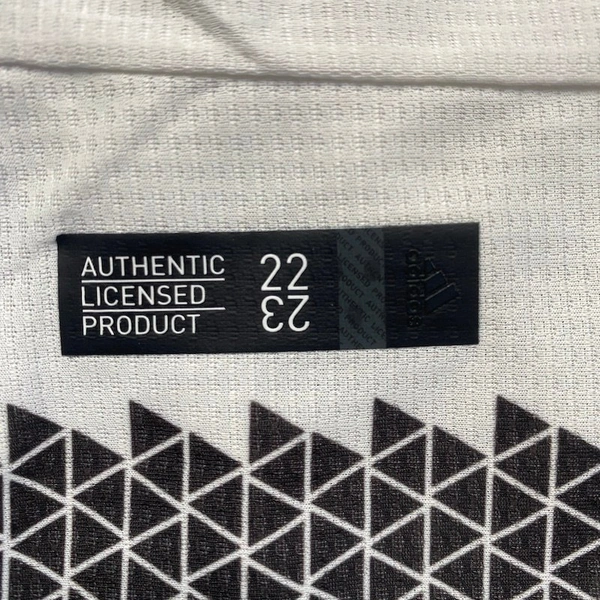 AUTHENTIC
LICENSED
PRODUCT
22
23
adidas